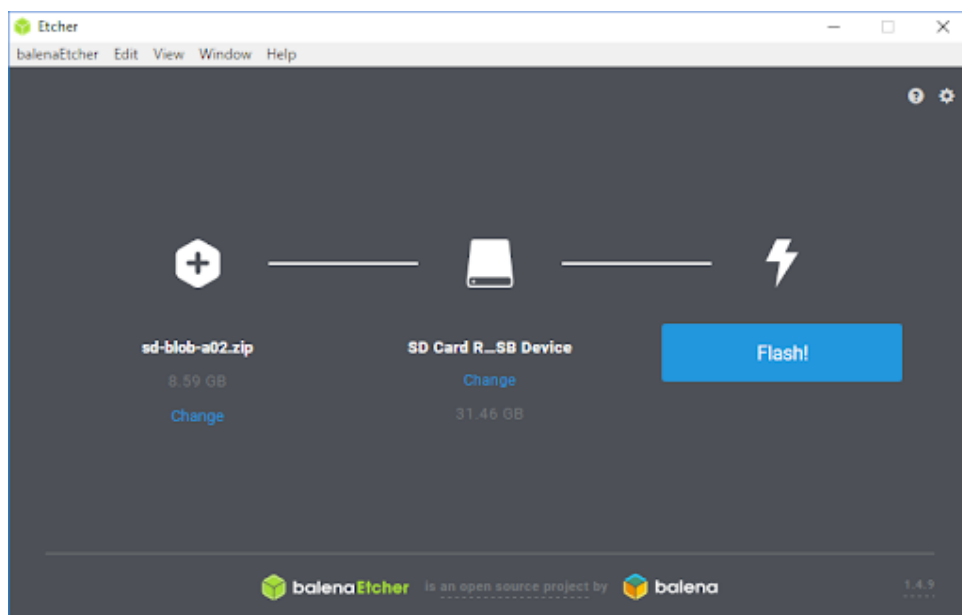 Etcher
balenaEtcher Edit View Window Help
sd-blob-a02.zip
8.59 GB
Change
SD Card R...SB Device
Change
31.46 GB
Flash!
balenaEtcher is an open source project by balena
1.4.9